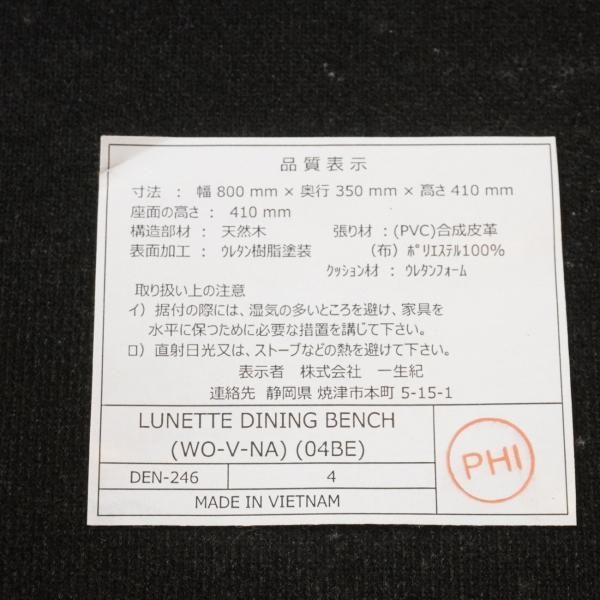 品質表示
寸法 : 幅 800 mm × 奥行 350 mm × 高さ 410 mm
座面の高さ : 410 mm
構造部材 : 天然木 張り材 : (PVC)合成皮革
表面加工 : ｳﾚﾀﾝ樹脂塗装 (布) ﾎﾟﾘｴｽﾃﾙ100%
ｸｯｼｮﾝ材 : ｳﾚﾀﾝﾌｫｰﾑ
取り扱い上の注意
イ) 据付の際には、湿気の多いところを避け、家具を
水平に保つために必要な措置を講じて下さい。
ロ) 直射日光又は、ストーブなどの熱を避けて下さい。
表示者 株式会社 一生紀
連絡先 静岡県 焼津市本町 5-15-1
LUNETTE DINING BENCH
(WO-V-NA) (04BE)
DEN-246 4
MADE IN VIETNAM
PHI